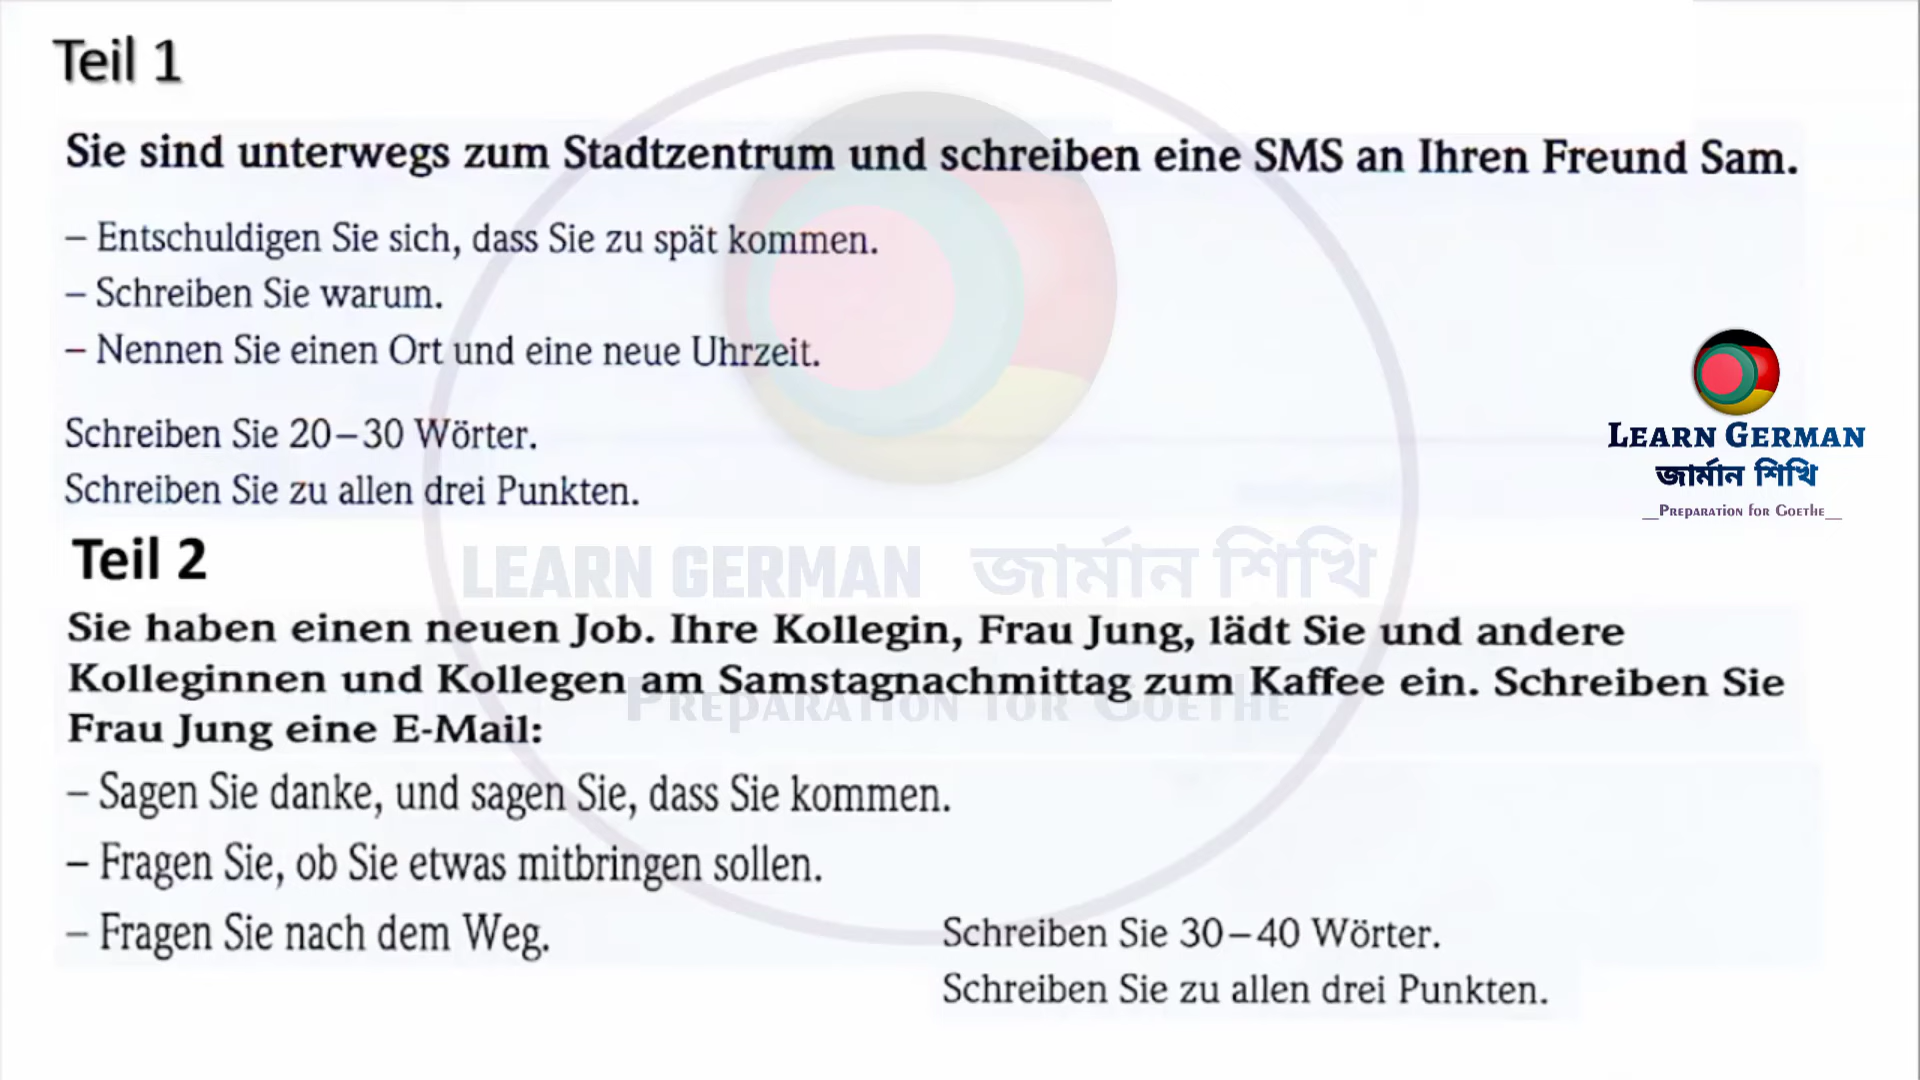 Teil 1
Sie sind unterwegs zum Stadtzentrum und schreiben eine SMS an Ihren Freund Sam.
– Entschuldigen Sie sich, dass Sie zu spät kommen.
– Schreiben Sie warum.
– Nennen Sie einen Ort und eine neue Uhrzeit.
Schreiben Sie 20–30 Wörter.
Schreiben Sie zu allen drei Punkten.
LEARN GERMAN
জার্মান শিখি
__Preparation for Goethe__
Teil 2
LEARN GERMAN জার্মান শিখি
Sie haben einen neuen Job. Ihre Kollegin, Frau Jung, lädt Sie und andere
Kolleginnen und Kollegen am Samstagnachmittag zum Kaffee ein. Schreiben Sie
Preparation for Goethe
Frau Jung eine E-Mail:
– Sagen Sie danke, und sagen Sie, dass Sie kommen.
– Fragen Sie, ob Sie etwas mitbringen sollen.
– Fragen Sie nach dem Weg.
Schreiben Sie 30–40 Wörter.
Schreiben Sie zu allen drei Punkten.